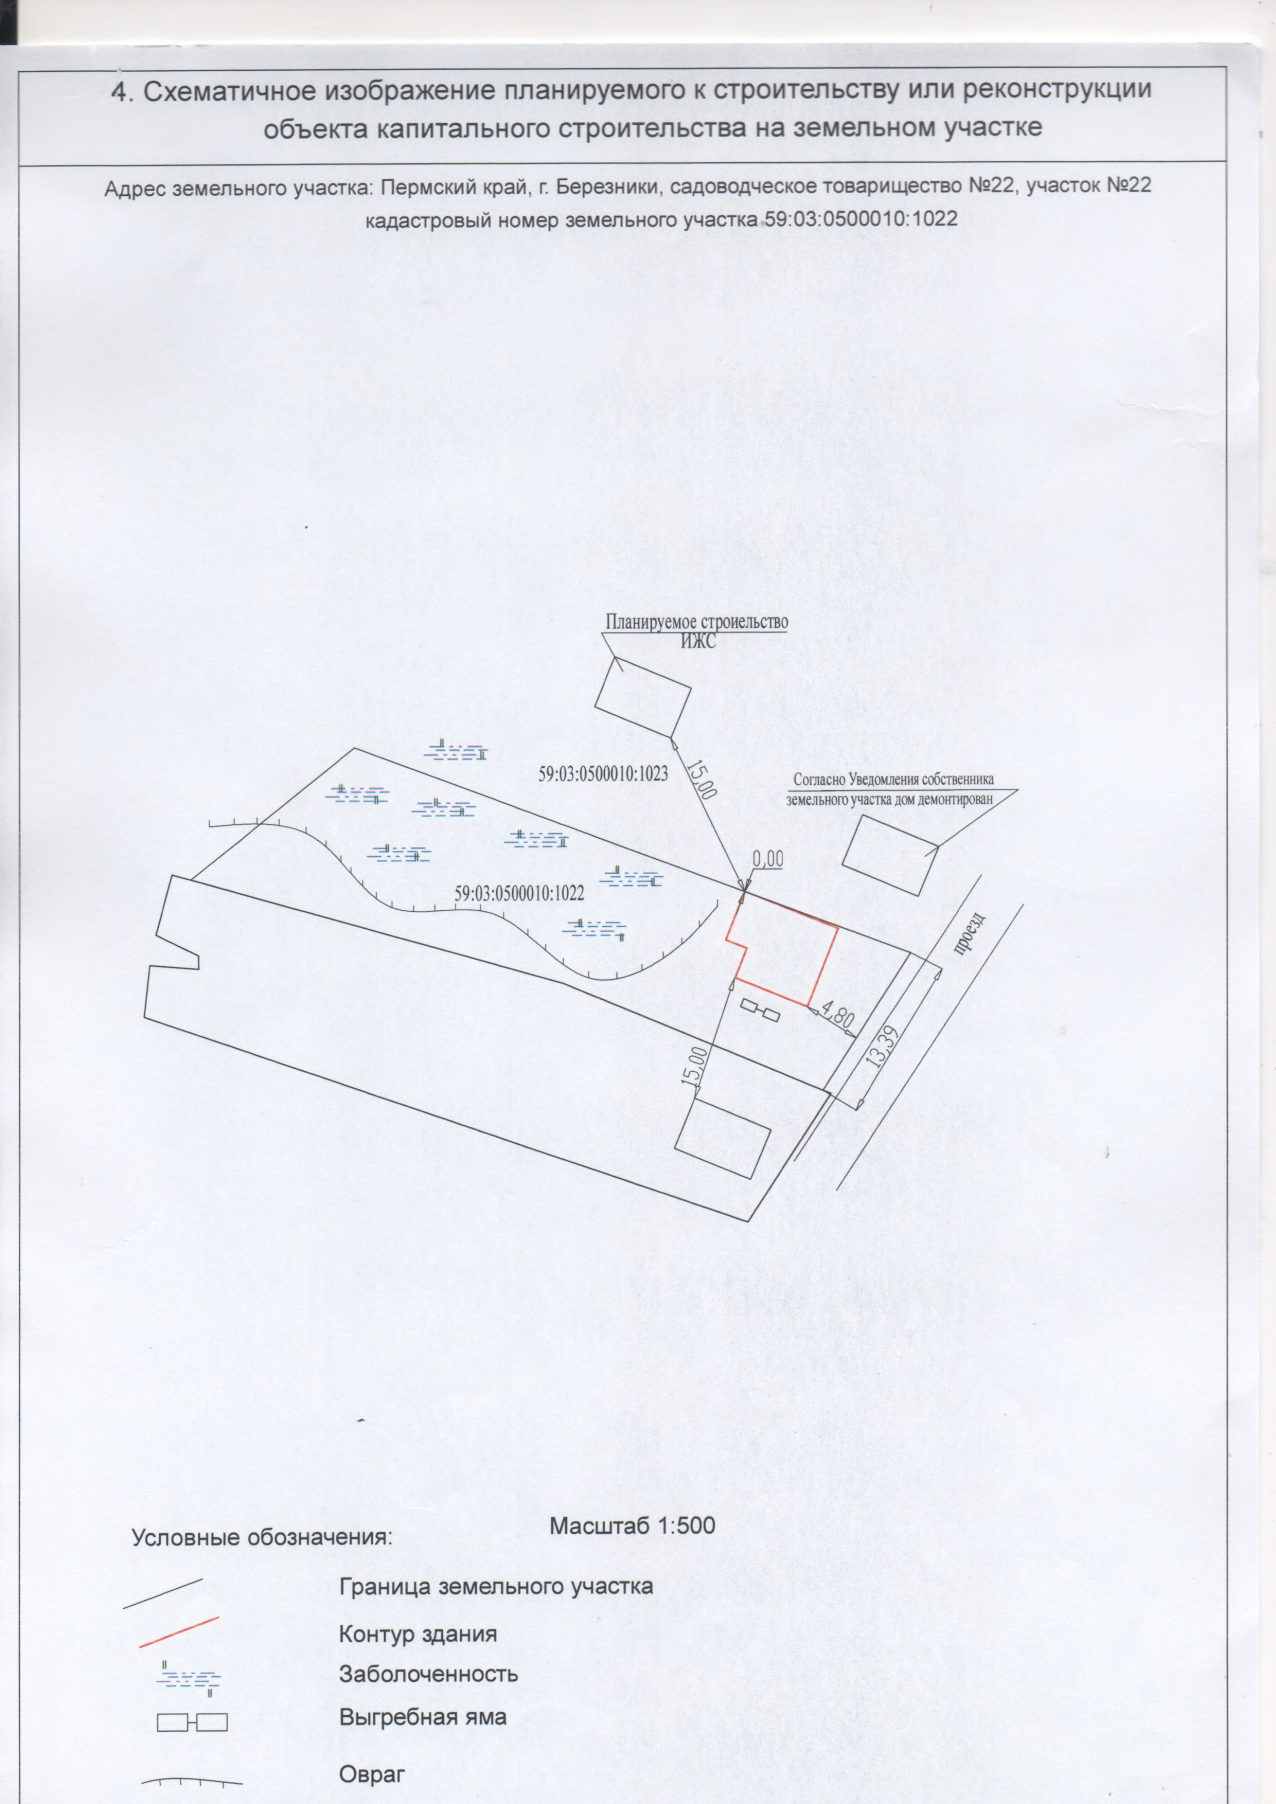 4. Схематичное изображение планируемого к строительству или реконструкции
объекта капитального строительства на земельном участке
Адрес земельного участка: Пермский край, г. Березники, садоводческое товарищество №22, участок №22
кадастровый номер земельного участка 59:03:0500010:1022
Планируемое строиельство
ИЖС
59:03:0500010:1023
15,00
Согласно Уведомления собственника
земельного участка дом демонтирован
0,00
59:03:0500010:1022
проезд
4,80
13,39
15,00
Масштаб 1:500
Условные обозначения:
Граница земельного участка
Контур здания
Заболоченность
Выгребная яма
Овраг